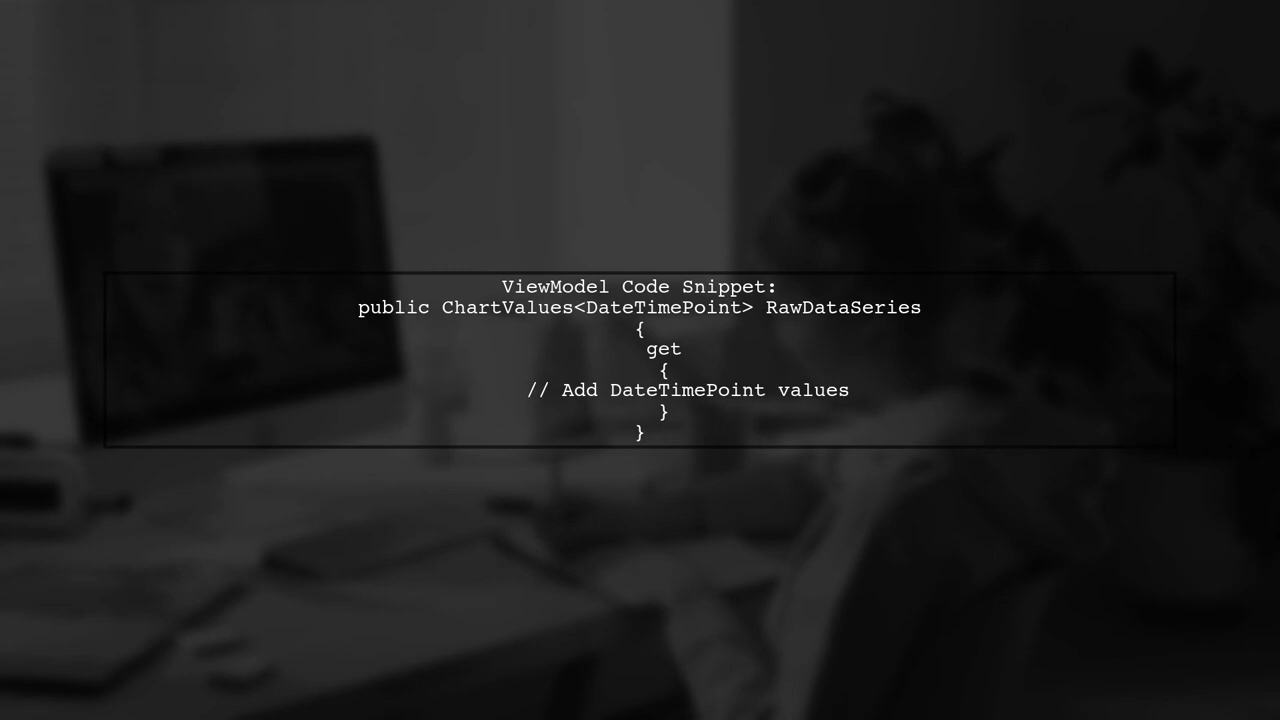 ViewModel Code Snippet:
public ChartValues<DateTimePoint> RawDataSeries
{
get
{
// Add DateTimePoint values
}
}